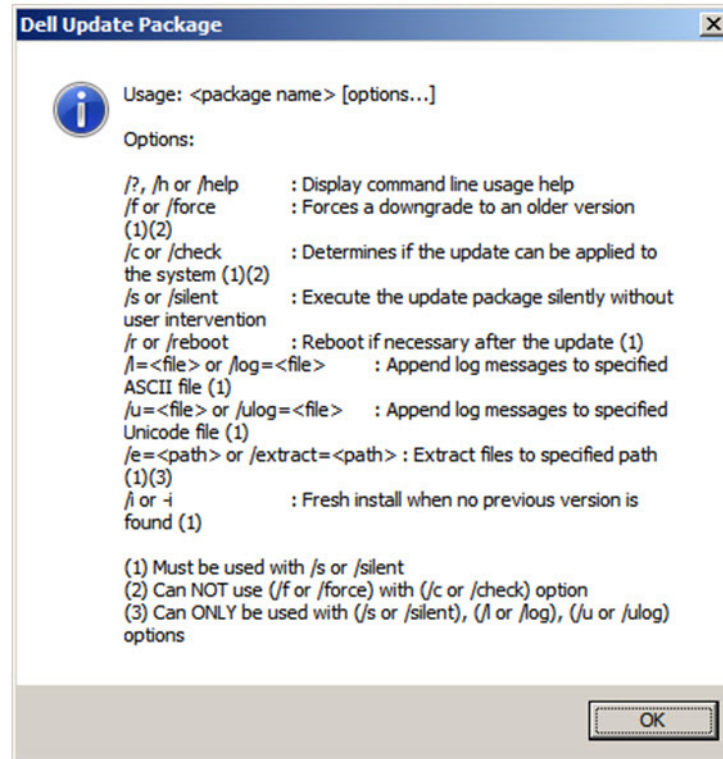 Dell Update Package
Usage: <package name> [options...]
Options:
/?, /h or /help : Display command line usage help
/f or /force : Forces a downgrade to an older version
(1)(2)
/c or /check : Determines if the update can be applied to
the system (1)(2)
/s or /silent : Execute the update package silently without
user intervention
/r or /reboot : Reboot if necessary after the update (1)
/l=<file> or /log=<file> : Append log messages to specified
ASCII file (1)
/u=<file> or /ulog=<file> : Append log messages to specified
Unicode file (1)
/e=<path> or /extract=<path> : Extract files to specified path
(1)(3)
/i or -i : Fresh install when no previous version is
found (1)
(1) Must be used with /s or /silent
(2) Can NOT use (/f or /force) with (/c or /check) option
(3) Can ONLY be used with (/s or /silent), (/l or /log), (/u or /ulog)
options
OK